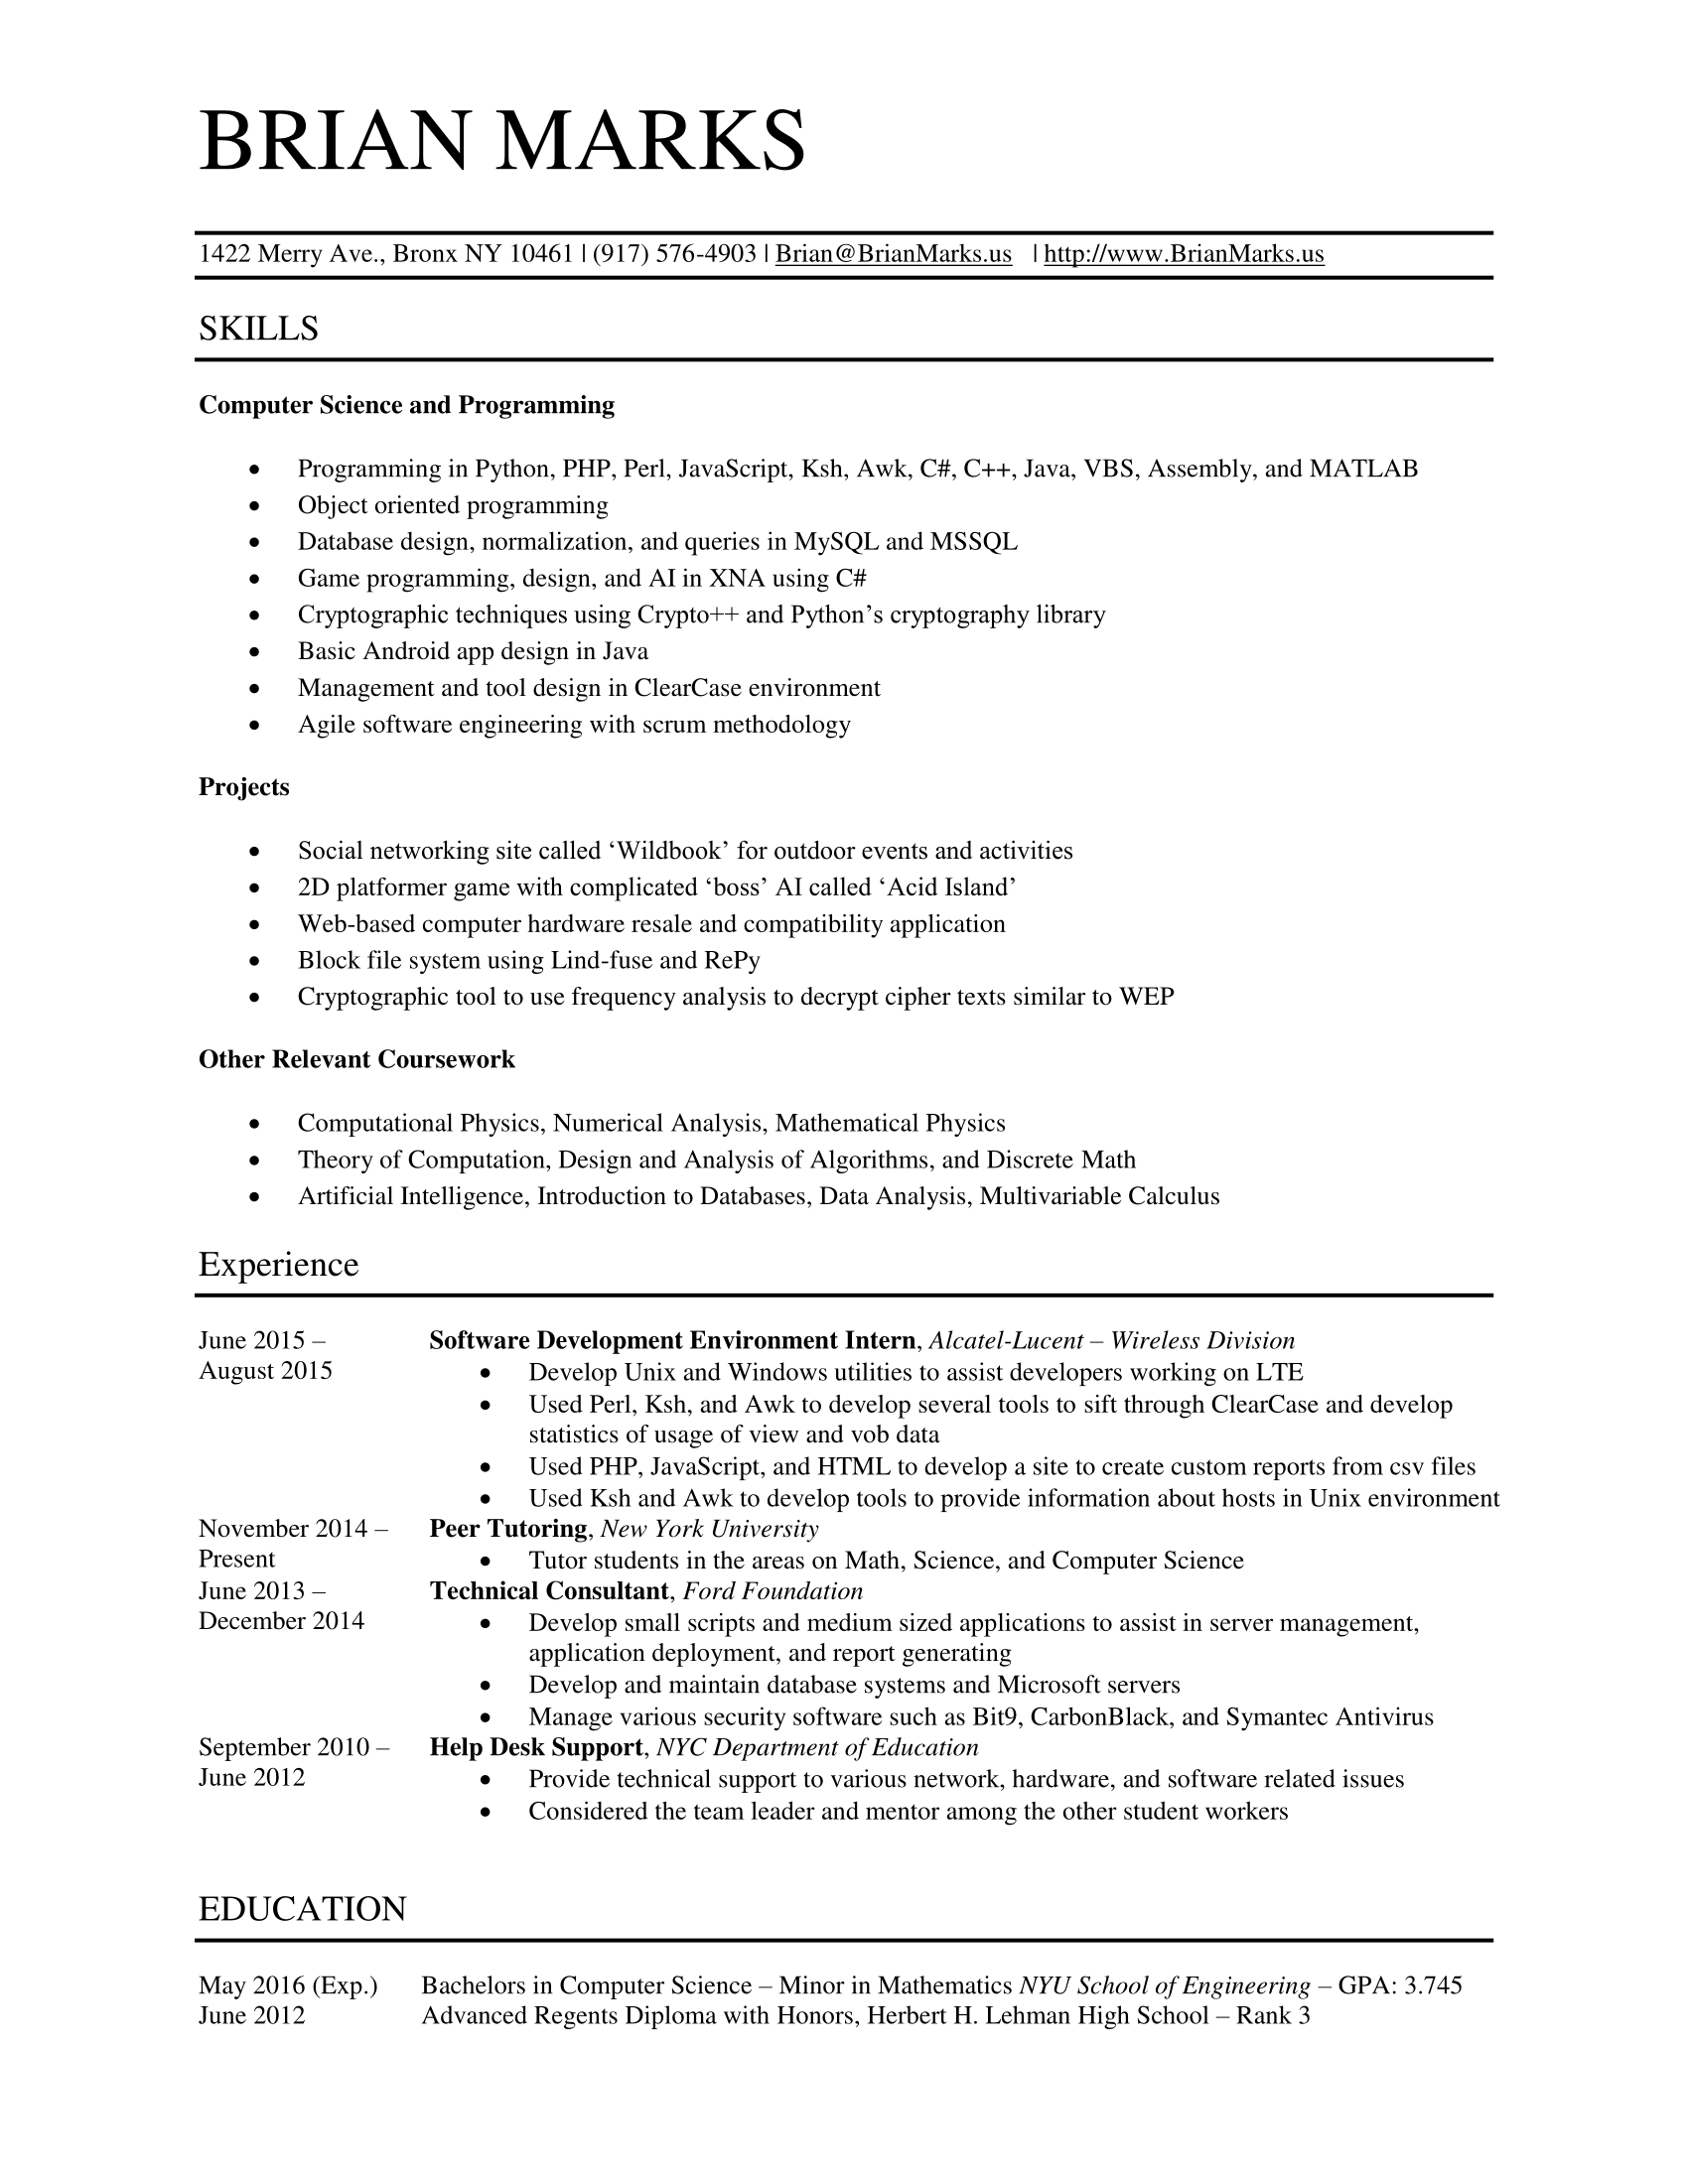 BRIAN MARKS
1422 Merry Ave., Bronx NY 10461 | (917) 576-4903 | Brian@BrianMarks.us | http://www.BrianMarks.us
SKILLS
Computer Science and Programming
• Programming in Python, PHP, Perl, JavaScript, Ksh, Awk, C#, C++, Java, VBS, Assembly, and MATLAB
• Object oriented programming
• Database design, normalization, and queries in MySQL and MSSQL
• Game programming, design, and AI in XNA using C#
• Cryptographic techniques using Crypto++ and Python’s cryptography library
• Basic Android app design in Java
• Management and tool design in ClearCase environment
• Agile software engineering with scrum methodology
Projects
• Social networking site called ‘Wildbook’ for outdoor events and activities
• 2D platformer game with complicated ‘boss’ AI called ‘Acid Island’
• Web-based computer hardware resale and compatibility application
• Block file system using Lind-fuse and RePy
• Cryptographic tool to use frequency analysis to decrypt cipher texts similar to WEP
Other Relevant Coursework
• Computational Physics, Numerical Analysis, Mathematical Physics
• Theory of Computation, Design and Analysis of Algorithms, and Discrete Math
• Artificial Intelligence, Introduction to Databases, Data Analysis, Multivariable Calculus
Experience
June 2015 – Software Development Environment Intern, Alcatel-Lucent – Wireless Division
August 2015 • Develop Unix and Windows utilities to assist developers working on LTE
• Used Perl, Ksh, and Awk to develop several tools to sift through ClearCase and develop
statistics of usage of view and vob data
• Used PHP, JavaScript, and HTML to develop a site to create custom reports from csv files
• Used Ksh and Awk to develop tools to provide information about hosts in Unix environment
November 2014 – Peer Tutoring, New York University
Present • Tutor students in the areas on Math, Science, and Computer Science
June 2013 – Technical Consultant, Ford Foundation
December 2014 • Develop small scripts and medium sized applications to assist in server management,
application deployment, and report generating
• Develop and maintain database systems and Microsoft servers
• Manage various security software such as Bit9, CarbonBlack, and Symantec Antivirus
September 2010 – Help Desk Support, NYC Department of Education
June 2012 • Provide technical support to various network, hardware, and software related issues
• Considered the team leader and mentor among the other student workers
EDUCATION
May 2016 (Exp.) Bachelors in Computer Science – Minor in Mathematics NYU School of Engineering – GPA: 3.745
June 2012 Advanced Regents Diploma with Honors, Herbert H. Lehman High School – Rank 3